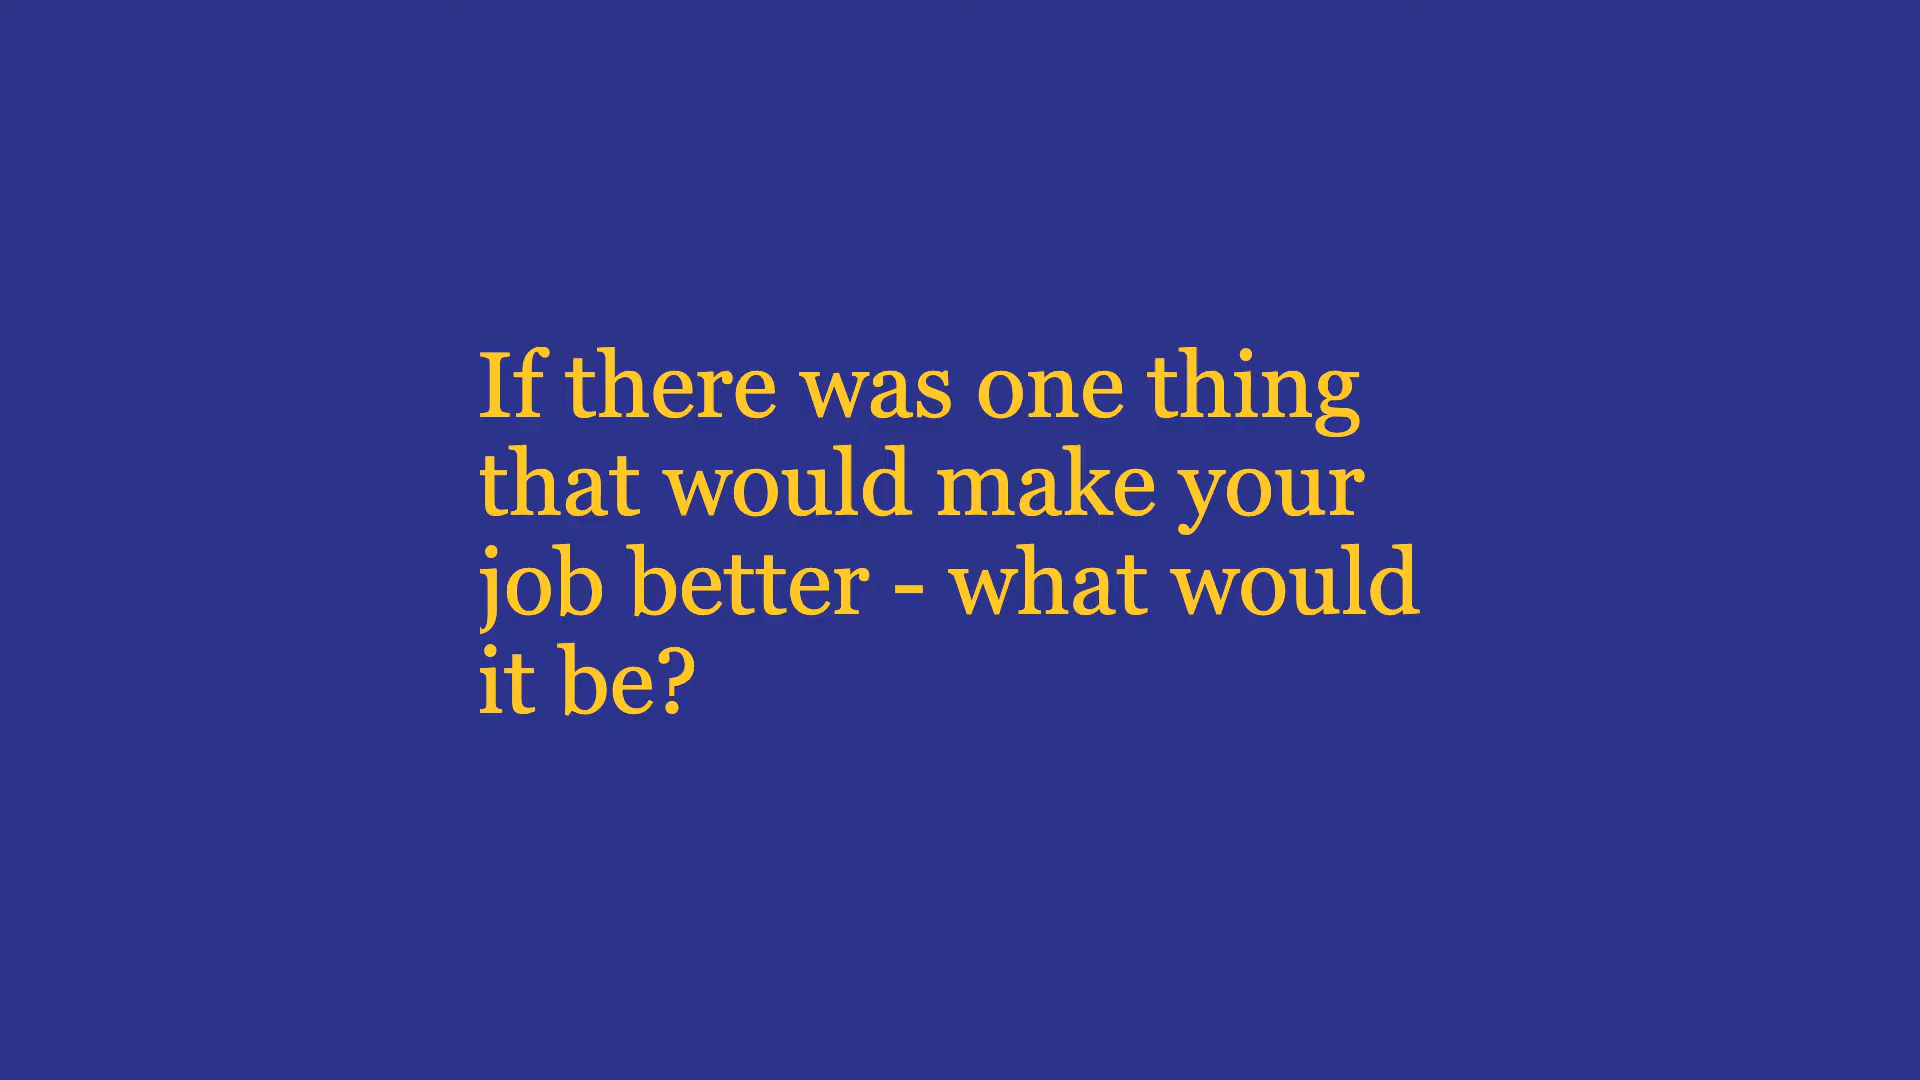 If there was one thing
that would make your
job better - what would
it be?